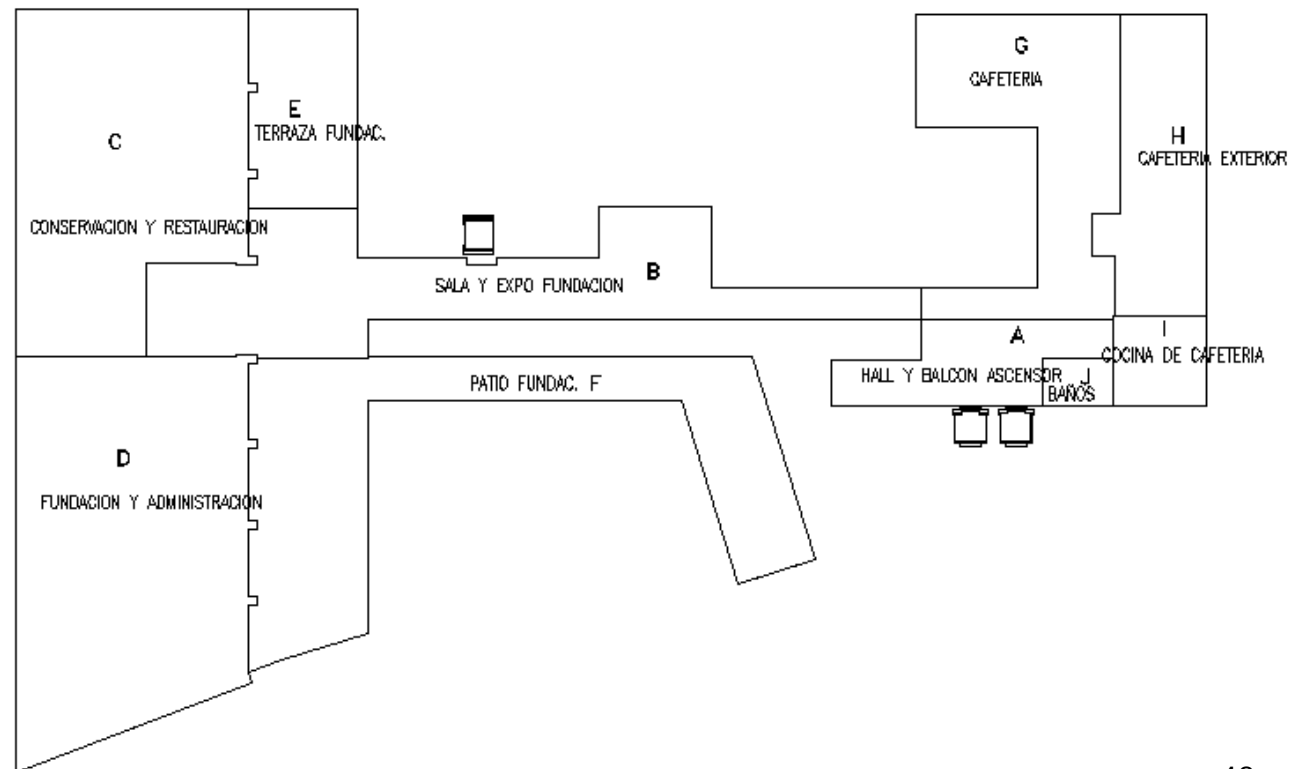 C
CONSERVACION Y RESTAURACION
E
TERRAZA FUNDAC.
G
CAFETERIA
H
CAFETERIA EXTERIOR
B
SALA Y EXPO FUNDACION
A
HALL Y BALCON ASCENSOR
I
COCINA DE CAFETERIA
J
BAÑOS
PATIO FUNDAC. F
D
FUNDACION Y ADMINISTRACION